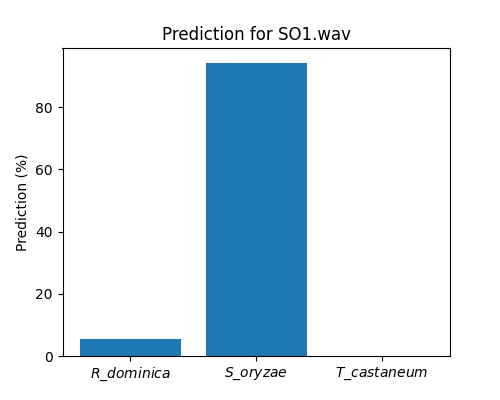 Prediction for SO1.wav
Prediction (%)
80
60
40
20
0
R_dominica
S_oryzae
T_castaneum